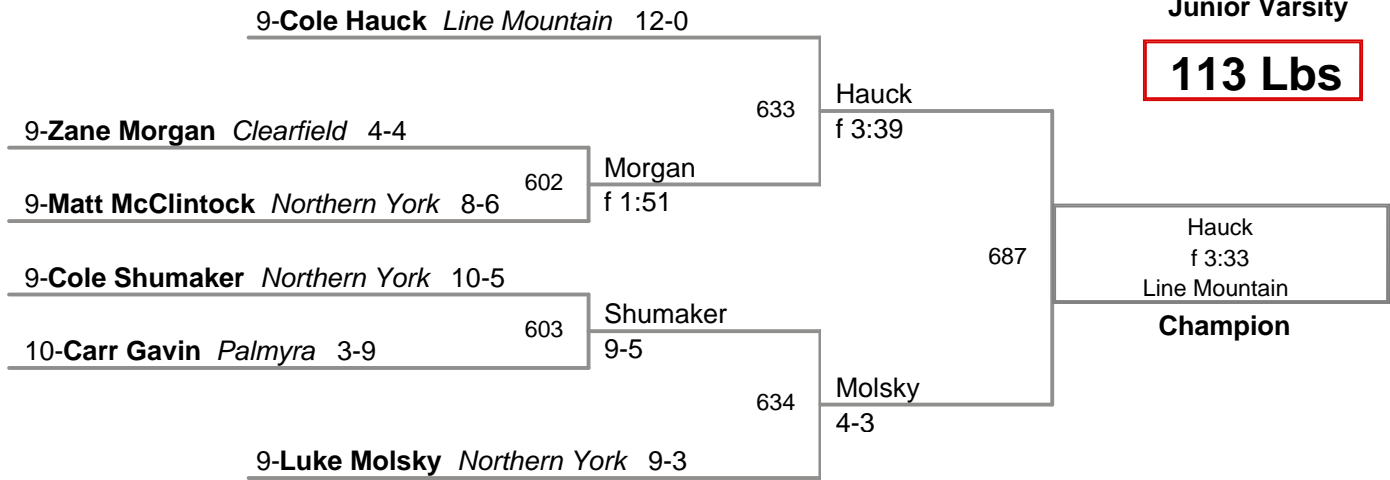 Junior Varsity
113 Lbs
9-Cole Hauck Line Mountain 12-0
633
Hauck
f 3:39
9-Zane Morgan Clearfield 4-4
602
Morgan
f 1:51
9-Matt McClintock Northern York 8-6
687
Hauck
f 3:33
Line Mountain
Champion
9-Cole Shumaker Northern York 10-5
603
Shumaker
9-5
10-Carr Gavin Palmyra 3-9
634
Molsky
4-3
9-Luke Molsky Northern York 9-3